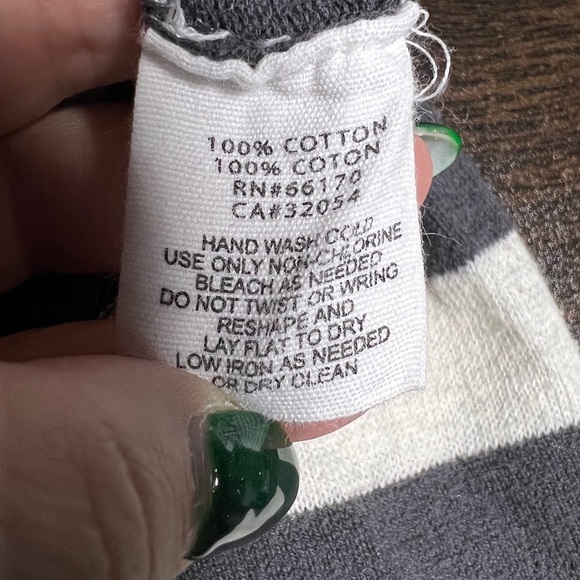 100% COTTON
100% COTON
RN#66170
CA#32054
HAND WASH COLD
USE ONLY NON-CHLORINE
BLEACH AS NEEDED
DO NOT TWIST OR WRING
RESHAPE AND
LAY FLAT TO DRY
LOW IRON AS NEEDED
OR DRY CLEAN